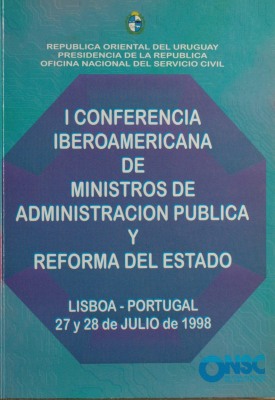 REPUBLICA ORIENTAL DEL URUGUAY
PRESIDENCIA DE LA REPUBLICA
OFICINA NACIONAL DEL SERVICIO CIVIL
I CONFERENCIA
IBEROAMERICANA
DE
MINISTROS DE
ADMINISTRACION PUBLICA
Y
REFORMA DEL ESTADO
LISBOA - PORTUGAL
27 y 28 de JULIO de 1998
ONSC